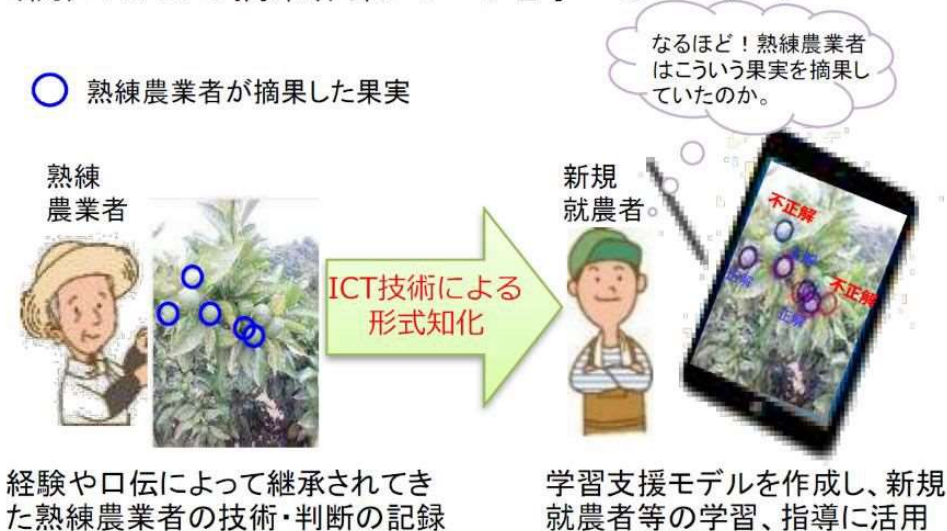 なるほど！熟練農業者
はこういう果実を摘果し
ていたのか。
熟練農業者が摘果した果実
熟練
農業者
新規
就農者
ICT技術による
形式知化
不正解
不正解
正解
正解
経験や口伝によって継承されてき
た熟練農業者の技術・判断の記録
学習支援モデルを作成し、新規
就農者等の学習、指導に活用